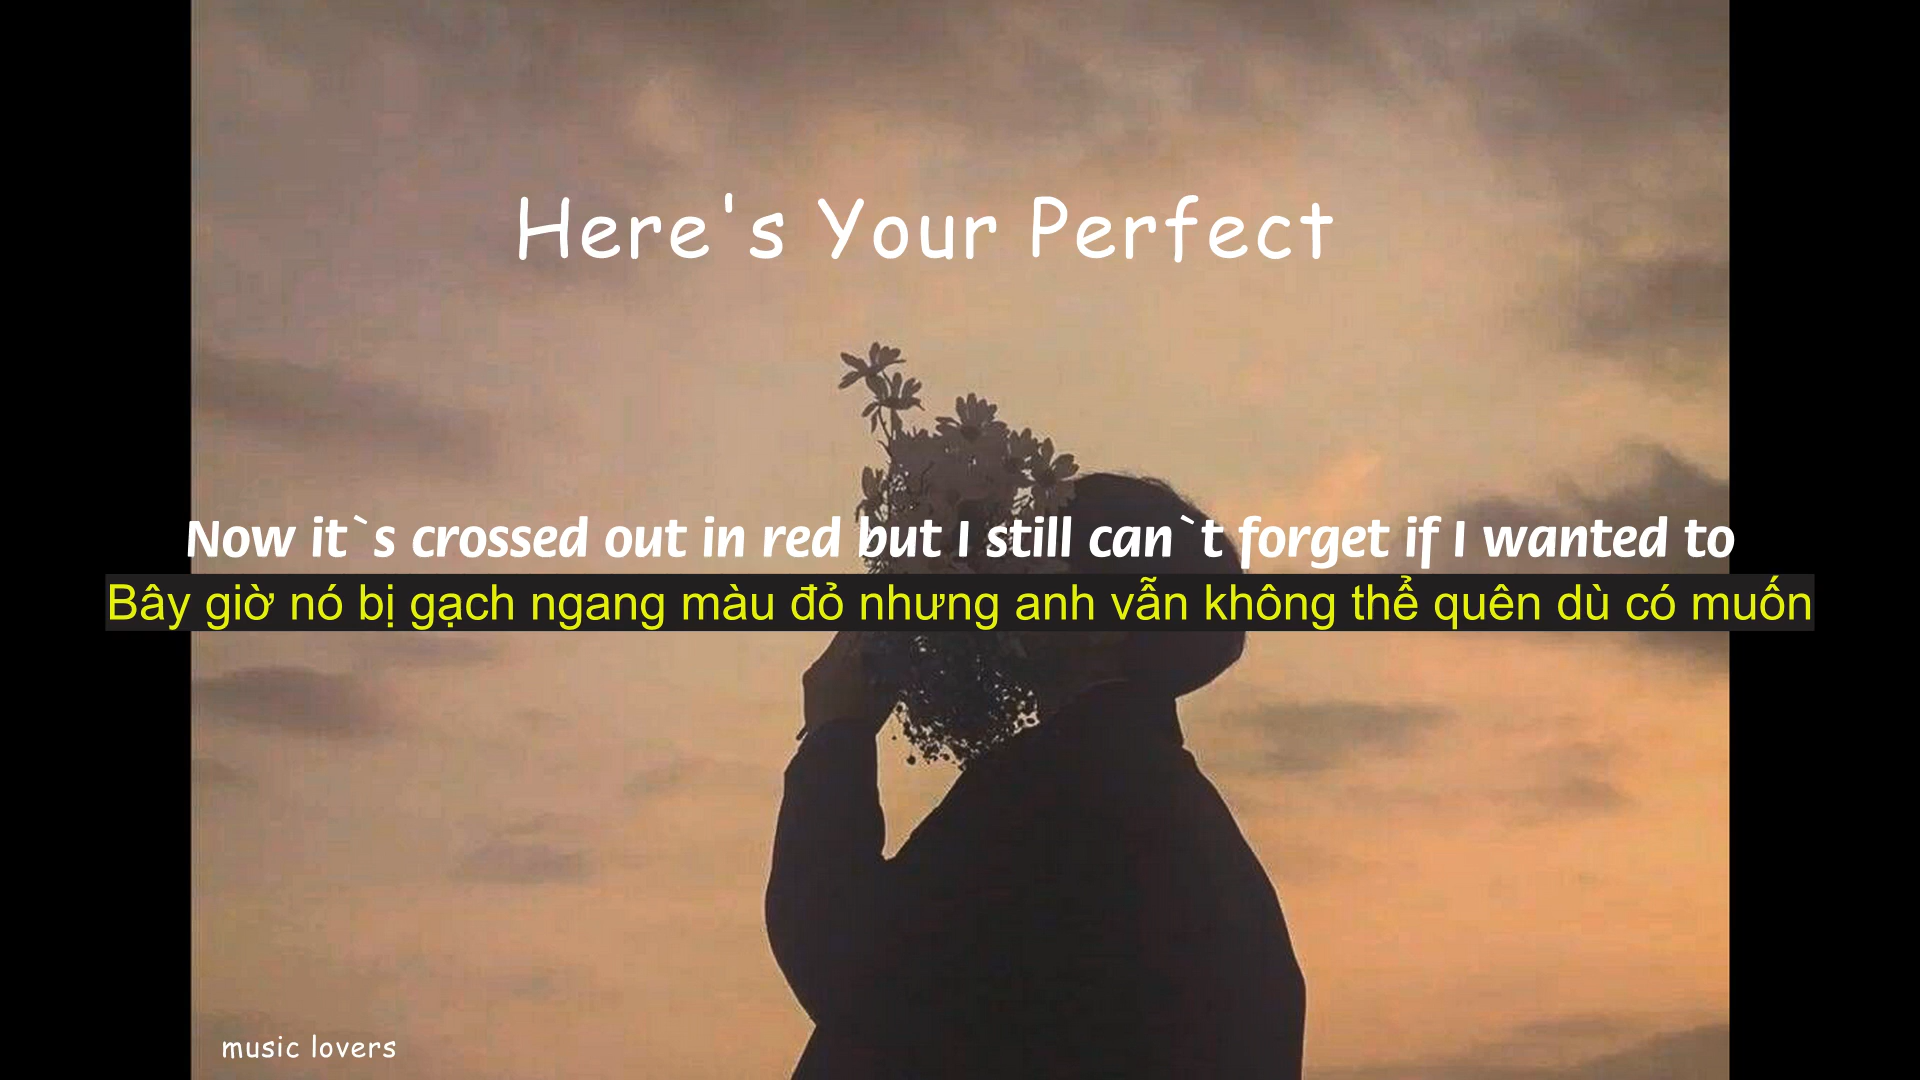 Here's Your Perfect
Now it`s crossed out in red but I still can`t forget if I wanted to
Bây giờ nó bị gạch ngang màu đỏ nhưng anh vẫn không thể quên dù có muốn
music lovers